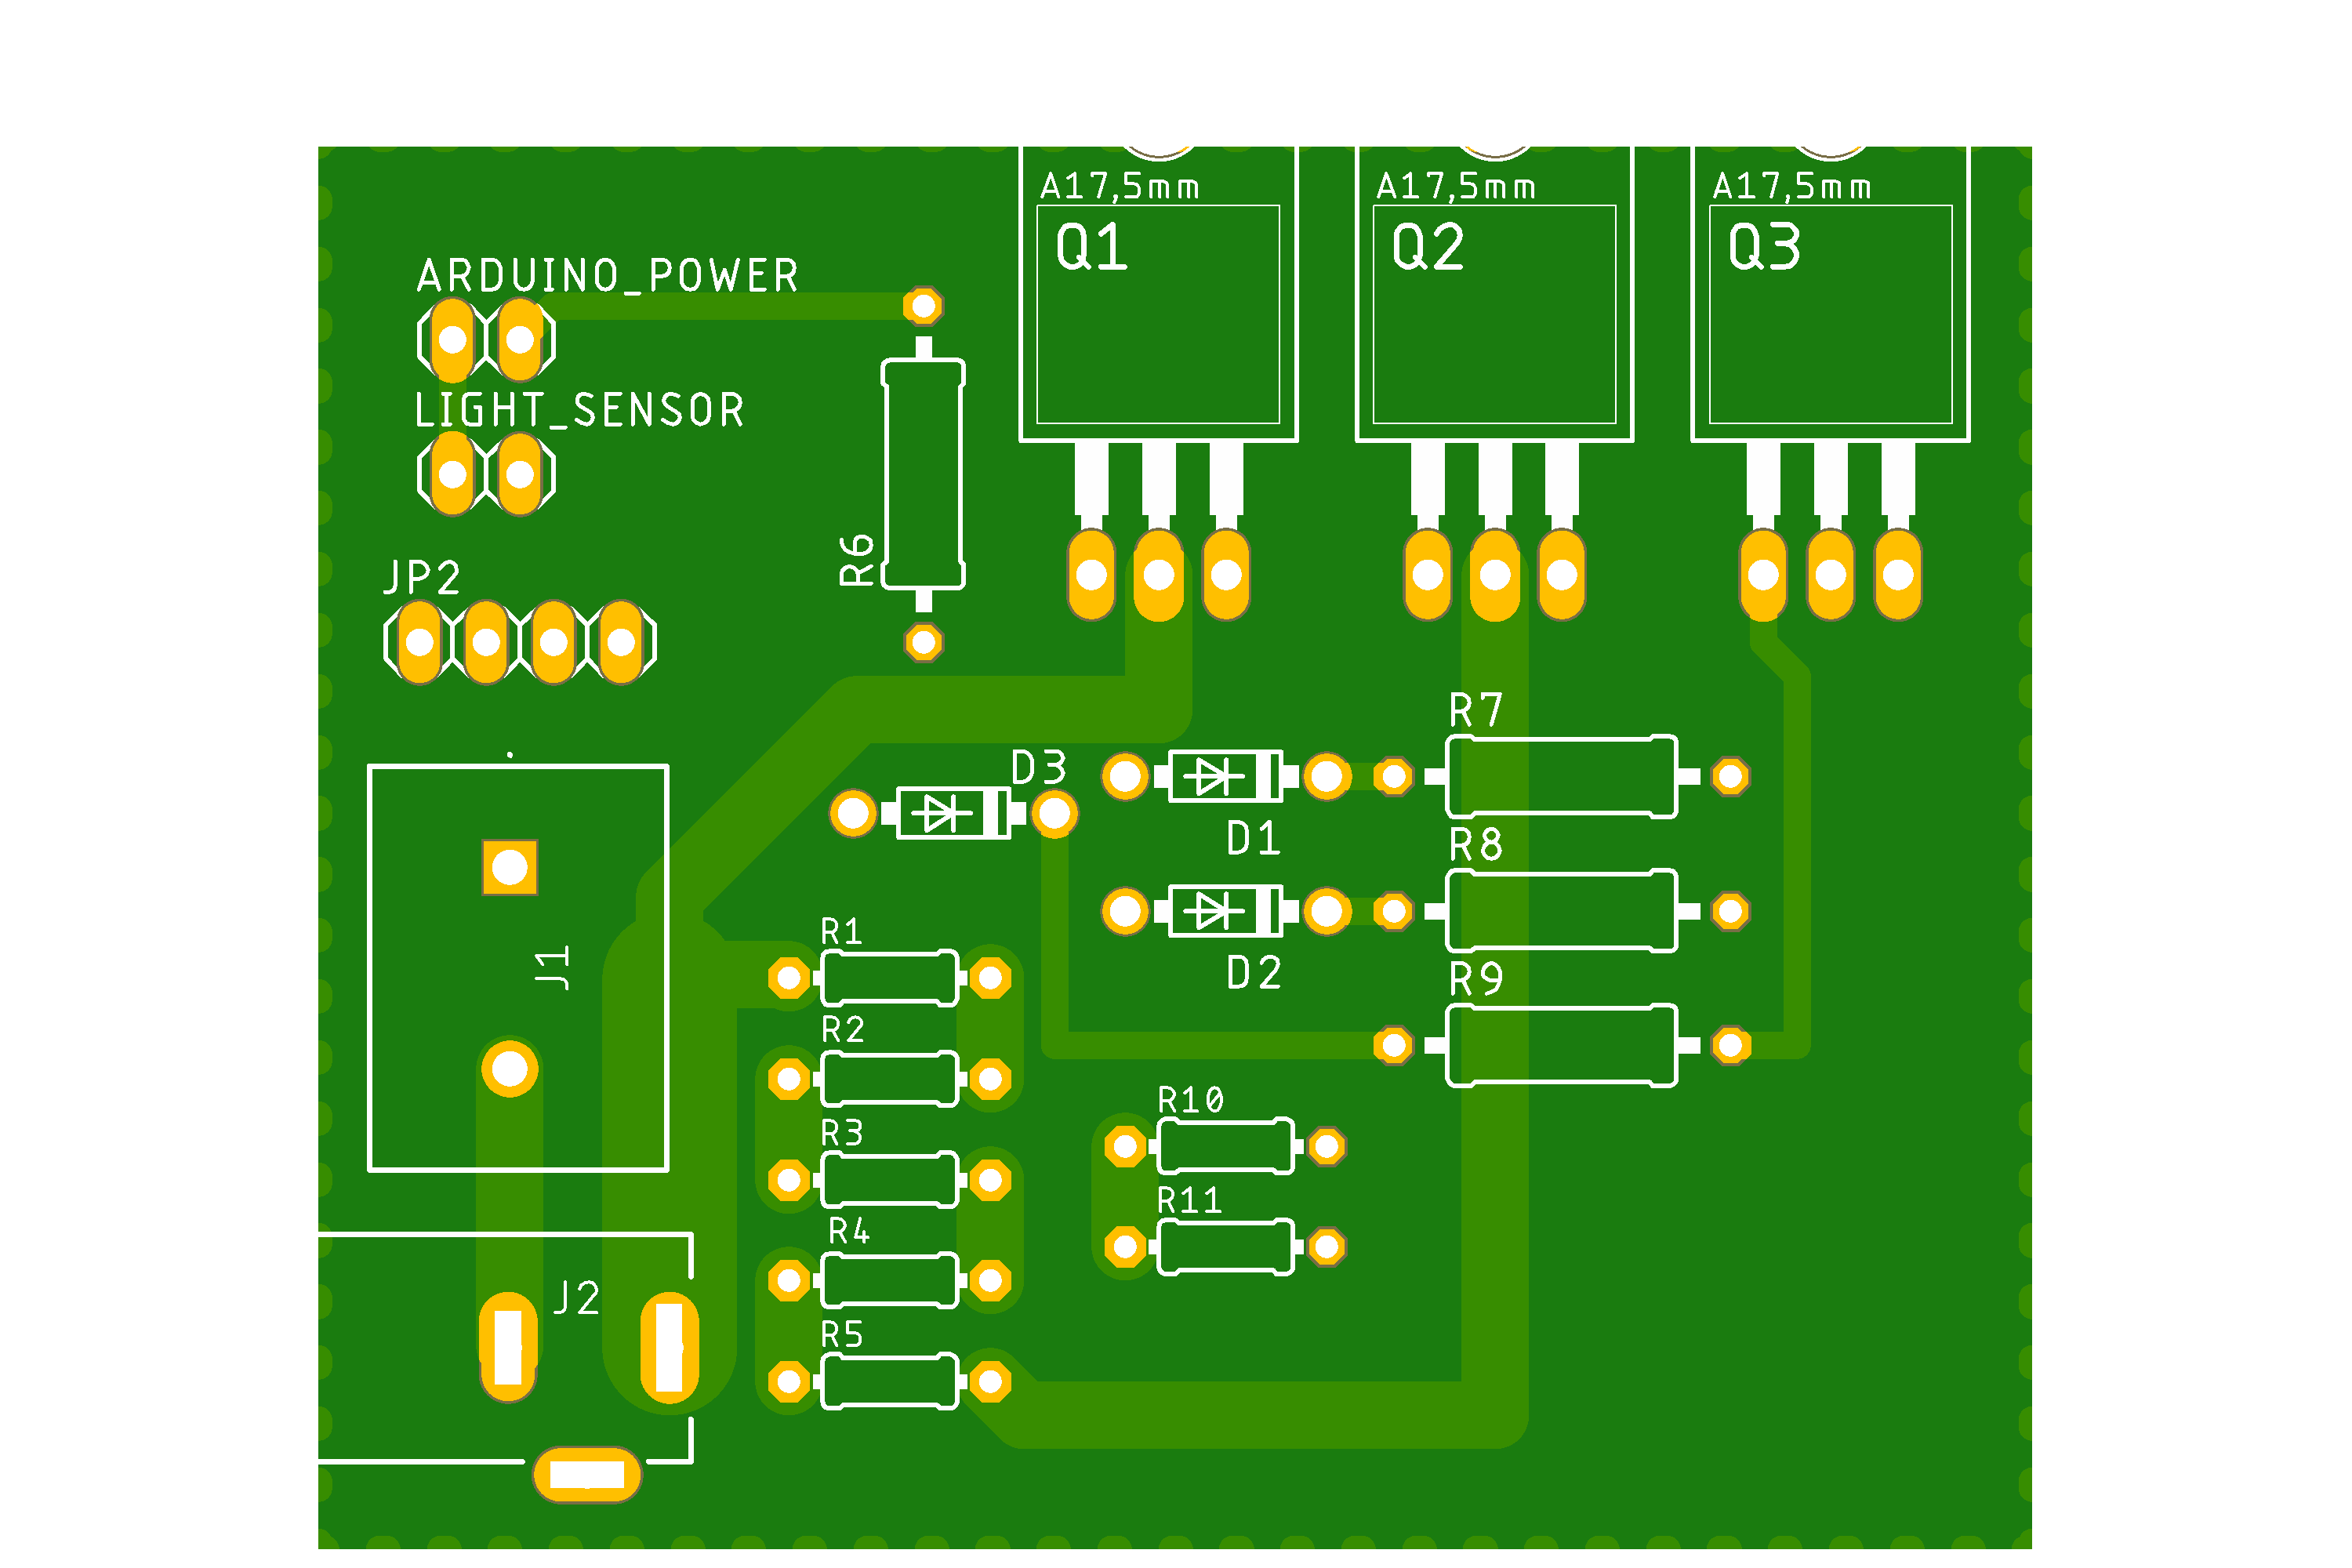 A17,5mm
A17,5mm
A17,5mm
Q1
Q2
Q3
ARDUINO_POWER
LIGHT_SENSOR
R6
JP2
R7
D3
D1
R8
R1
J1
D2
R9
R2
R10
R3
R11
R4
J2
R5